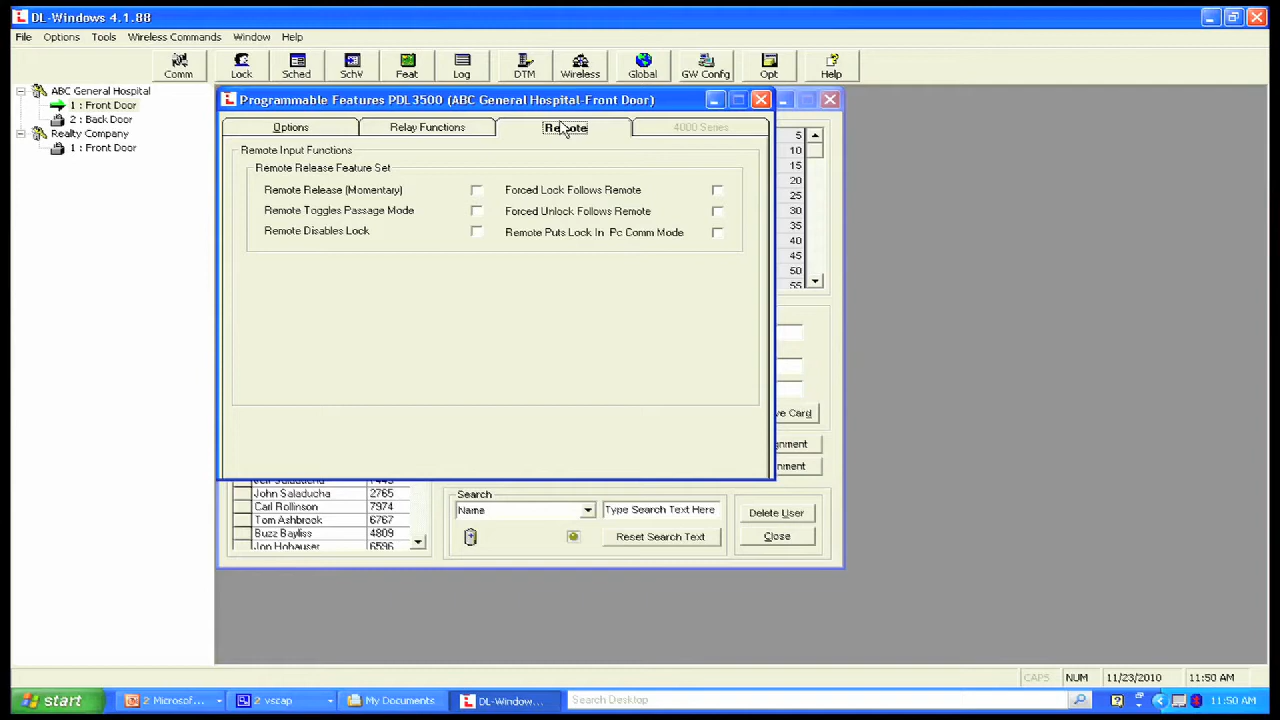 DL-Windows 4.1.88
File Options Tools Wireless Commands Window Help
Comm Lock Sched SchV Feat Log DTM Wireless Global GW Config Opt Help
ABC General Hospital
1 : Front Door
2 : Back Door
Realty Company
1 : Front Door
Programmable Features PDL3500 (ABC General Hospital-Front Door)
Options Relay Functions Remote 4000 Series
Remote Input Functions
Remote Release Feature Set
Remote Release (Momentary) Forced Lock Follows Remote
Remote Toggles Passage Mode Forced Unlock Follows Remote
Remote Disables Lock Remote Puts Lock In Pc Comm Mode
5
10
15
20
25
30
35
40
45
50
55
ve Card
gnment
gnment
John Saladucha 2765
Carl Rollinson 7974
Tom Ashbrook 6767
Buzz Bayliss 4809
Jon Hohauser 6596
Search
Name Type Search Text Here
Reset Search Text
Delete User
Close
CAPS NUM 11/23/2010 11:50 AM
start 2 Microsof... 2 vscap My Documents DL-Window... Search Desktop 11:50 AM